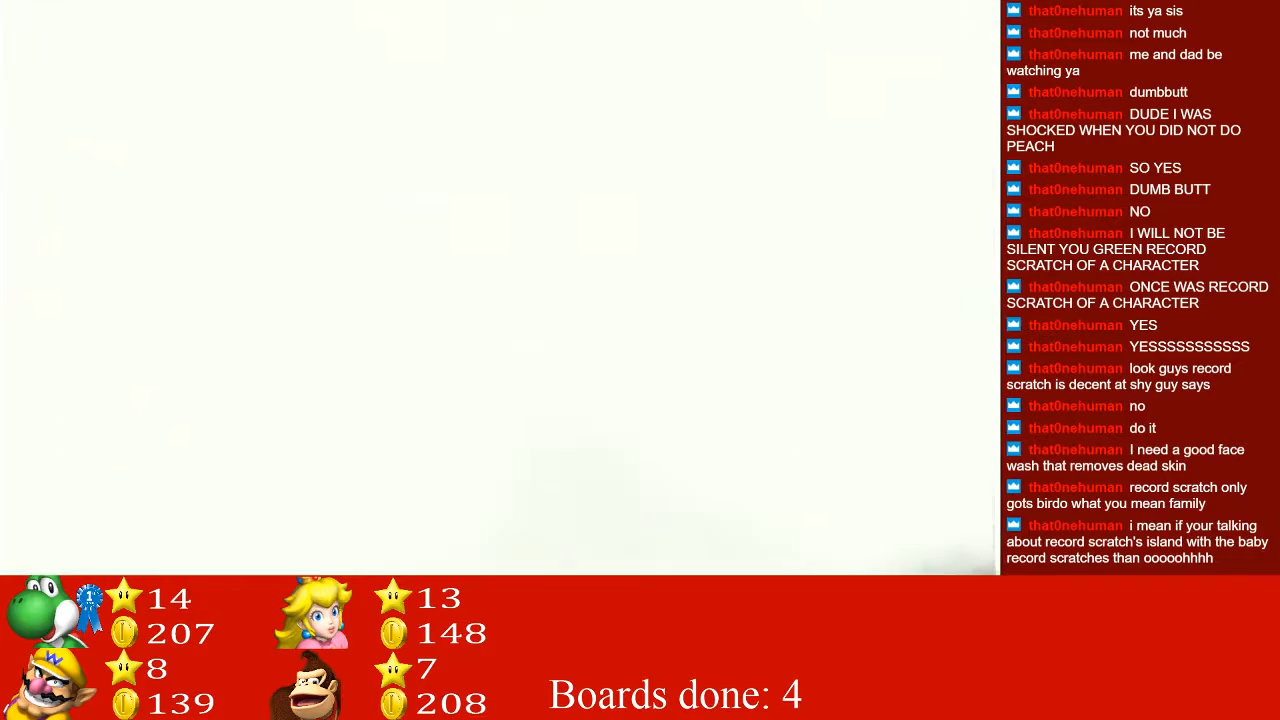 that0nehuman its ya sis
that0nehuman not much
that0nehuman me and dad be
watching ya
that0nehuman dumbbutt
that0nehuman DUDE I WAS
SHOCKED WHEN YOU DID NOT DO
PEACH
that0nehuman SO YES
that0nehuman DUMB BUTT
that0nehuman NO
that0nehuman I WILL NOT BE
SILENT YOU GREEN RECORD
SCRATCH OF A CHARACTER
that0nehuman ONCE WAS RECORD
SCRATCH OF A CHARACTER
that0nehuman YES
that0nehuman YESSSSSSSSSSS
that0nehuman look guys record
scratch is decent at shy guy says
that0nehuman no
that0nehuman do it
that0nehuman I need a good face
wash that removes dead skin
that0nehuman record scratch only
gots birdo what you mean family
that0nehuman i mean if your talking
about record scratch's island with the baby
record scratches than ooooohhhh
1
14
13
207
148
8
7
139
208
Boards done: 4